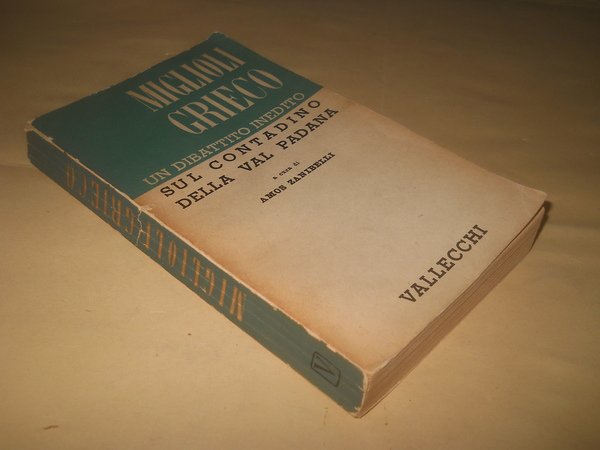 MIGLIOLI
GRIECO
UN DIBATTITO INEDITO
SUL CONTADINO
DELLA VAL PADANA
a cura di
AMOS ZANIBELLI
VALLECCHI
MIGLIOLI-GRIECO
V